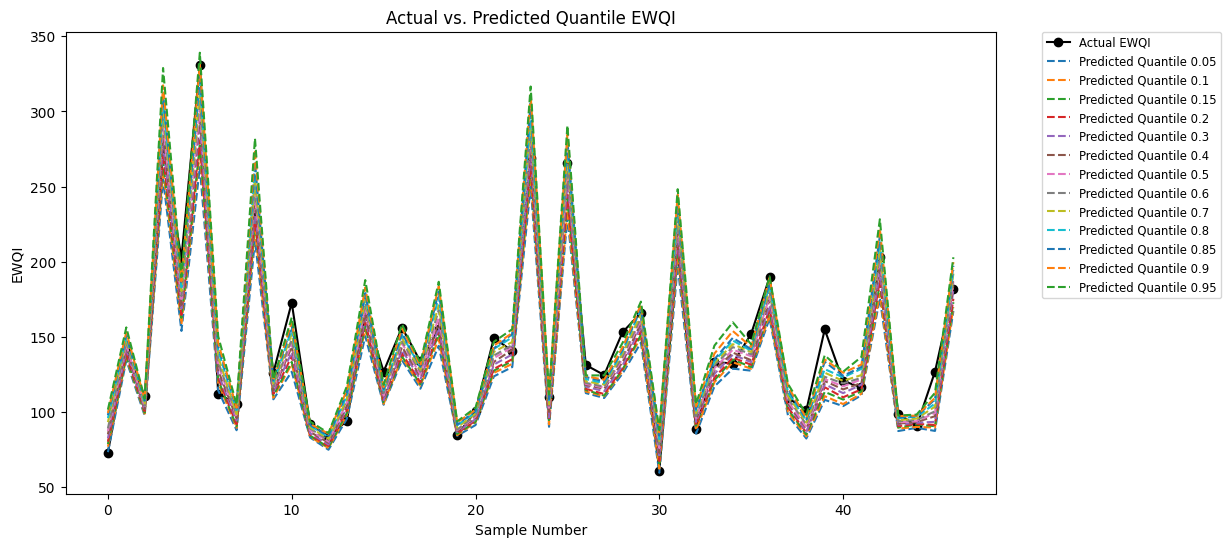 Actual vs. Predicted Quantile EWQI
350
300
250
200
150
100
50
EWQI
0
10
20
30
40
Sample Number
Actual EWQI
Predicted Quantile 0.05
Predicted Quantile 0.1
Predicted Quantile 0.15
Predicted Quantile 0.2
Predicted Quantile 0.3
Predicted Quantile 0.4
Predicted Quantile 0.5
Predicted Quantile 0.6
Predicted Quantile 0.7
Predicted Quantile 0.8
Predicted Quantile 0.85
Predicted Quantile 0.9
Predicted Quantile 0.95